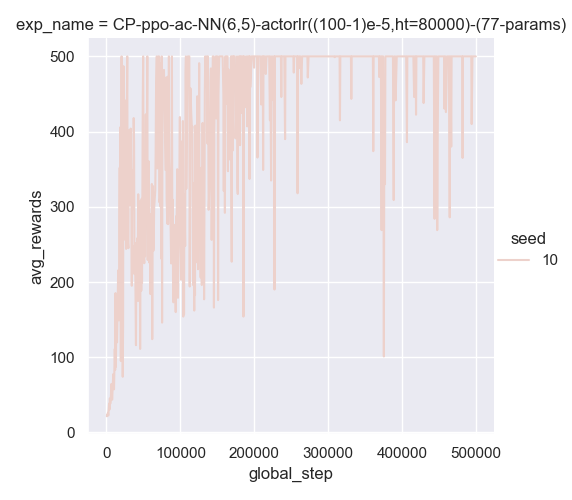 exp_name = CP-ppo-ac-NN(6,5)-actorlr((100-1)e-5,ht=80000)-(77-params)
500
400
300
200
100
0
avg_rewards
0 100000 200000 300000 400000 500000
global_step
seed
10